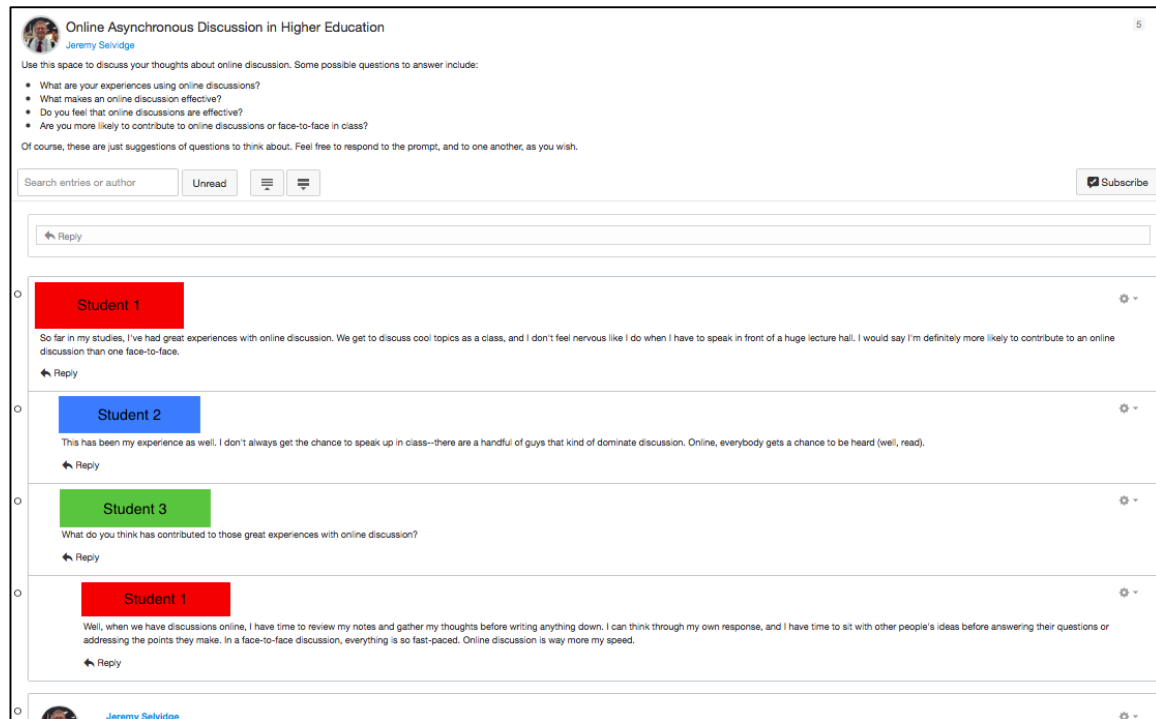 Online Asynchronous Discussion in Higher Education
5
Jeremy Selvidge
Use this space to discuss your thoughts about online discussion. Some possible questions to answer include:
What are your experiences using online discussions?
What makes an online discussion effective?
Do you feel that online discussions are effective?
Are you more likely to contribute to online discussions or face-to-face in class?
Of course, these are just suggestions of questions to think about. Feel free to respond to the prompt, and to one another, as you wish.
Search entries or author Unread Subscribe
Reply
Student 1
So far in my studies, I've had great experiences with online discussion. We get to discuss cool topics as a class, and I don't feel nervous like I do when I have to speak in front of a huge lecture hall. I would say I'm definitely more likely to contribute to an online
discussion than one face-to-face.
Reply
Student 2
This has been my experience as well. I don't always get the chance to speak up in class--there are a handful of guys that kind of dominate discussion. Online, everybody gets a chance to be heard (well, read).
Reply
Student 3
What do you think has contributed to those great experiences with online discussion?
Reply
Student 1
Well, when we have discussions online, I have time to review my notes and gather my thoughts before writing anything down. I can think through my own response, and I have time to sit with other people's ideas before answering their questions or
addressing the points they make. In a face-to-face discussion, everything is so fast-paced. Online discussion is way more my speed.
Reply
Jeremy Selvidge